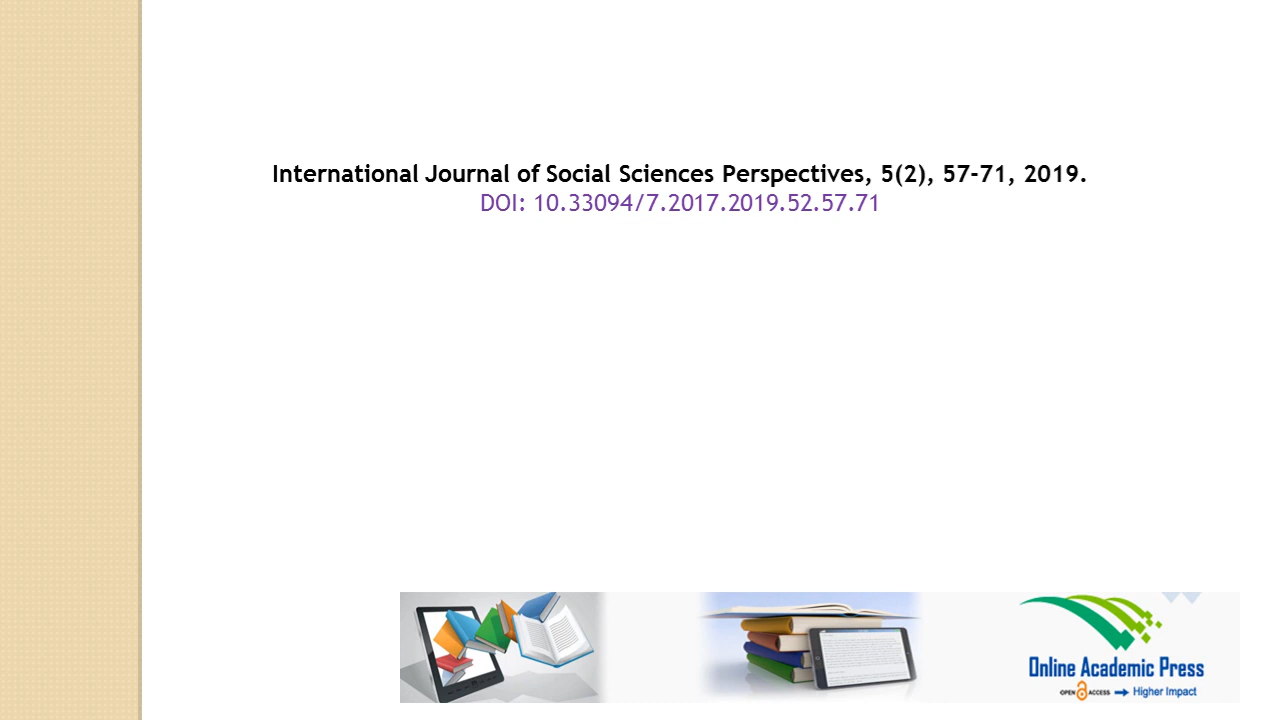 International Journal of Social Sciences Perspectives, 5(2), 57-71, 2019.
DOI: 10.33094/7.2017.2019.52.57.71
Online Academic Press
OPEN ACCESS Higher Impact